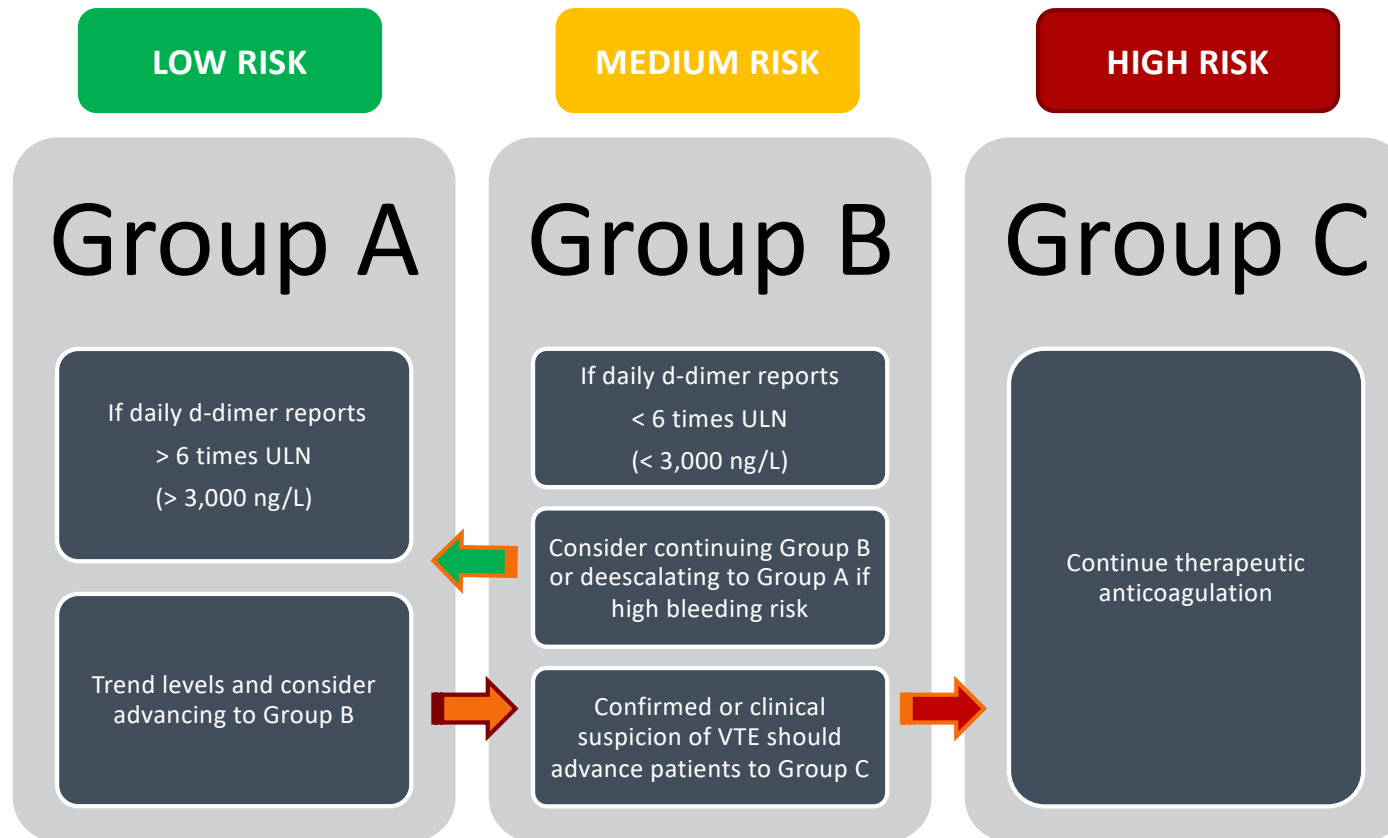 LOW RISK
MEDIUM RISK
HIGH RISK
Group A
If daily d-dimer reports
> 6 times ULN
(> 3,000 ng/L)
Trend levels and consider
advancing to Group B
Group B
If daily d-dimer reports
< 6 times ULN
(< 3,000 ng/L)
Consider continuing Group B
or deescalating to Group A if
high bleeding risk
Confirmed or clinical
suspicion of VTE should
advance patients to Group C
Group C
Continue therapeutic
anticoagulation